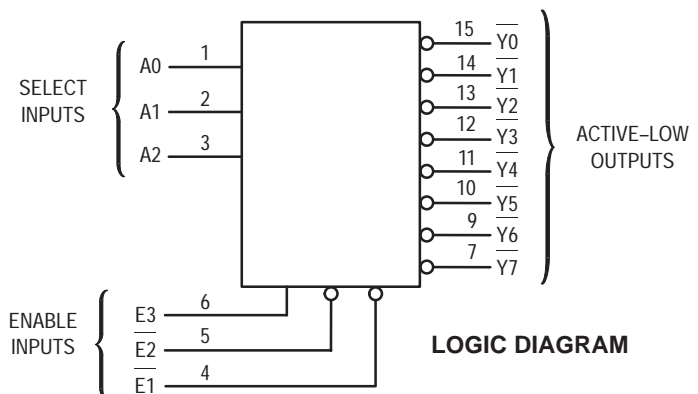 SELECT
INPUTS
A0 1
A1 2
A2 3
15 Y0
14 Y1
13 Y2
12 Y3
11 Y4
10 Y5
9 Y6
7 Y7
ACTIVE–LOW
OUTPUTS
ENABLE
INPUTS
E3 6
E2 5
E1 4
LOGIC DIAGRAM